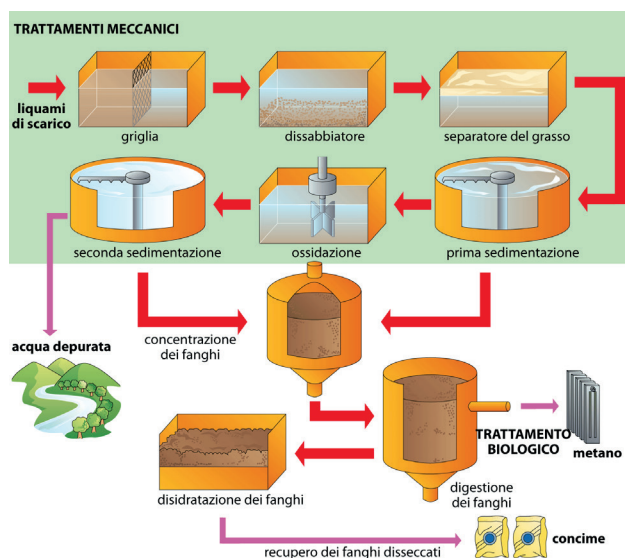 TRATTAMENTI MECCANICI
liquami
di scarico
griglia
dissabbiatore
separatore del grasso
seconda sedimentazione
ossidazione
prima sedimentazione
acqua depurata
concentrazione
dei fanghi
TRATTAMENTO
BIOLOGICO
metano
disidratazione dei fanghi
digestione
dei fanghi
recupero dei fanghi disseccati
concime